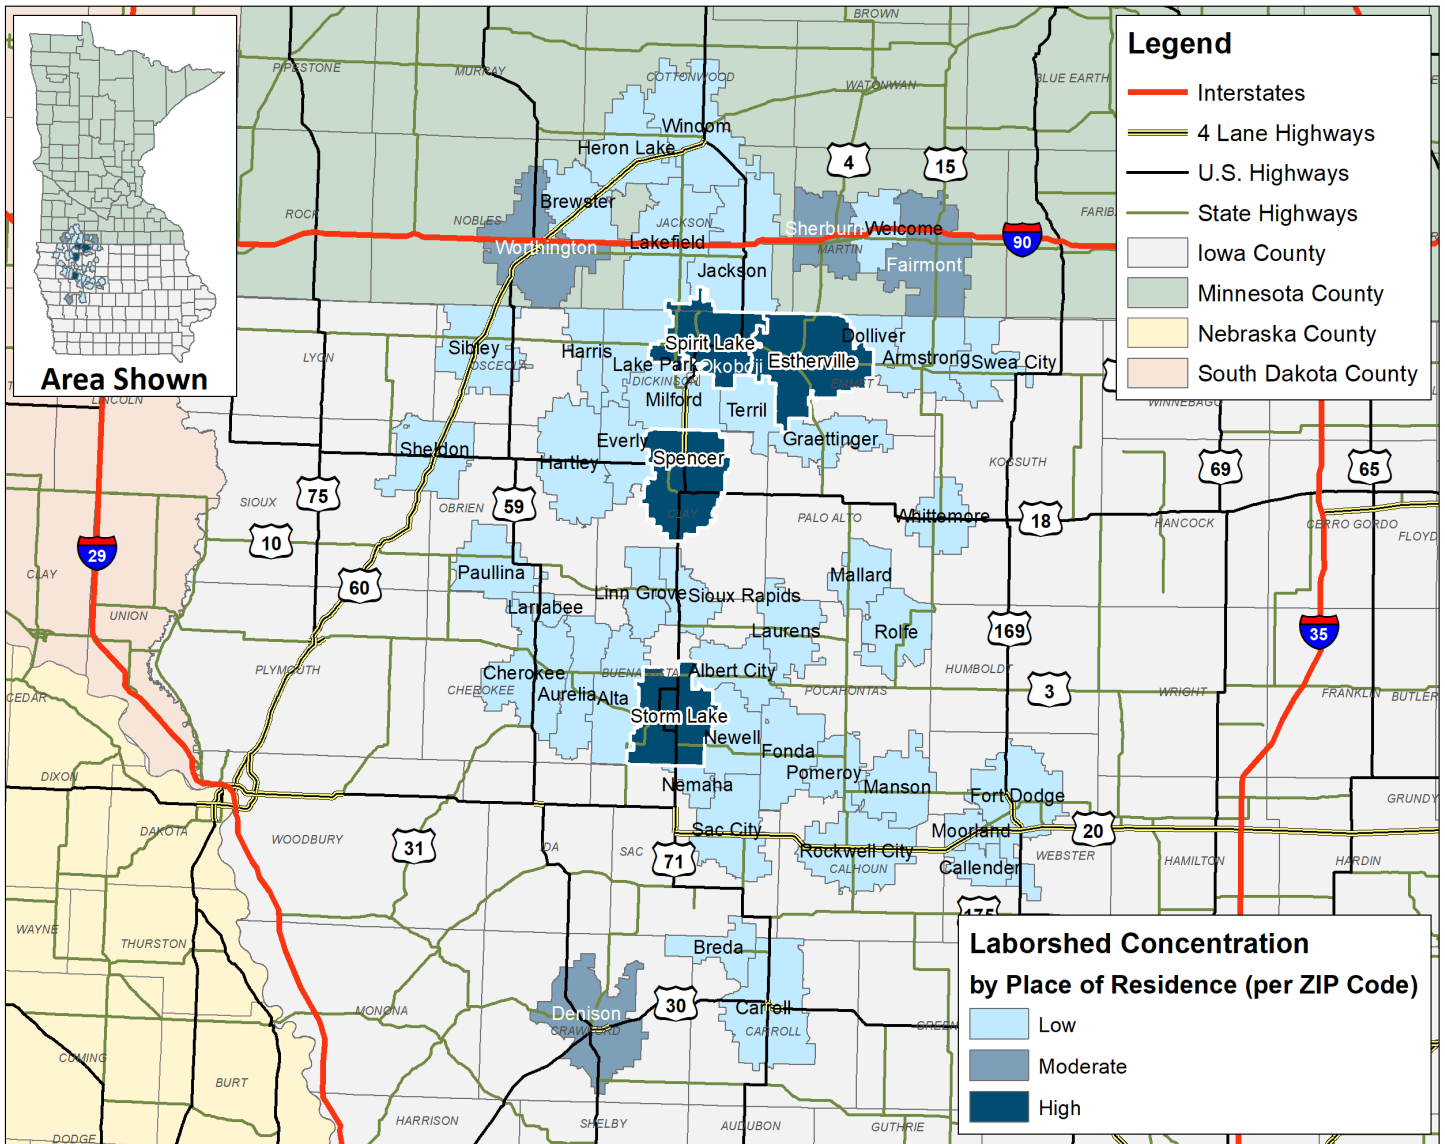 BROWN
Legend
PIPESTONE
MURRAY
COTTONWOOD
WATONWAN
BLUE EARTH
Interstates
4 Lane Highways
U.S. Highways
State Highways
Iowa County
Minnesota County
Nebraska County
South Dakota County
Windom
Heron Lake
4
15
Brewster
ROCK
NOBLES
JACKSON
Sherburn
Welcome
FARIB
Worthington
Lakefield
MARTIN
90
Jackson
Fairmont
Area Shown
LINCOLN
LYON
Sibley
OSCEOLA
Harris
Spirit Lake
Lake Park
Okoboji
DICKINSON
Milford
Estherville
Dolliver
Armstrong
Swea City
EMMET
Terril
WINNEBAGO
Sheldon
Everly
Hartley
Spencer
Graettinger
KOSSUTH
69
65
75
SIOUX
OBRIEN
59
CLAY
PALO ALTO
Whittemore
18
HANCOCK
CERRO GORDO
FLOYD
10
29
CLAY
60
Paullina
Larrabee
Linn Grove
Sioux Rapids
Mallard
UNION
Laurens
Rolfe
169
35
PLYMOUTH
Cherokee
CHEROKEE
BUENA VISTA
Albert City
HUMBOLDT
CEDAR
Aurelia
Alta
POCAHONTAS
3
WRIGHT
FRANKLIN
BUTLER
Storm Lake
Newell
Fonda
DIXON
Nemaha
Pomeroy
Manson
Fort Dodge
GRUNDY
DAKOTA
WOODBURY
31
IDA
SAC
Sac City
Moorland
20
71
Rockwell City
CALHOUN
Callender
WEBSTER
HAMILTON
HARDIN
175
WAYNE
THURSTON
Breda
Laborshed Concentration
by Place of Residence (per ZIP Code)
MONONA
Denison
CRAWFORD
30
Carroll
CARROLL
GREEN
Low
CUMING
Moderate
BURT
High
HARRISON
SHELBY
AUDUBON
GUTHRIE
DODGE